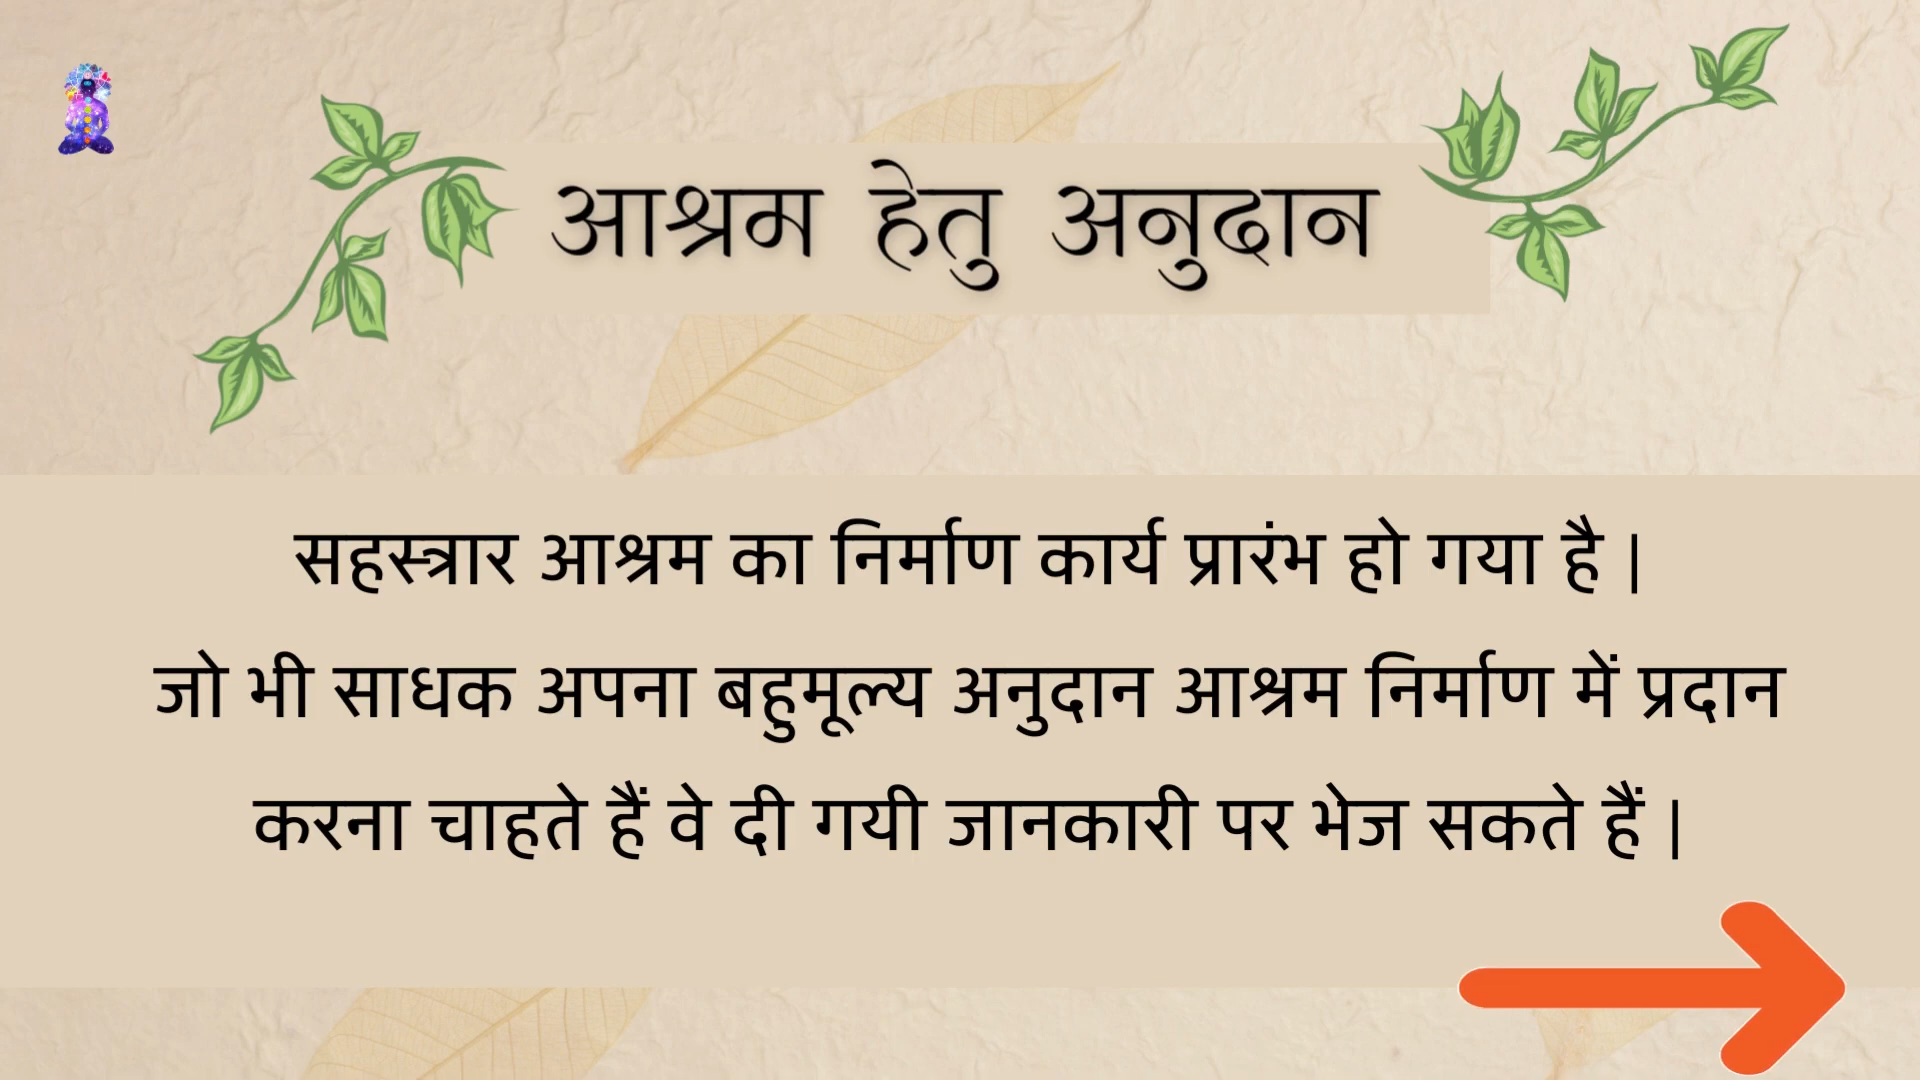 आश्रम हेतु अनुदान
सहस्त्रार आश्रम का निर्माण कार्य प्रारंभ हो गया है |
जो भी साधक अपना बहुमूल्य अनुदान आश्रम निर्माण में प्रदान
करना चाहते हैं वे दी गयी जानकारी पर भेज सकते हैं |